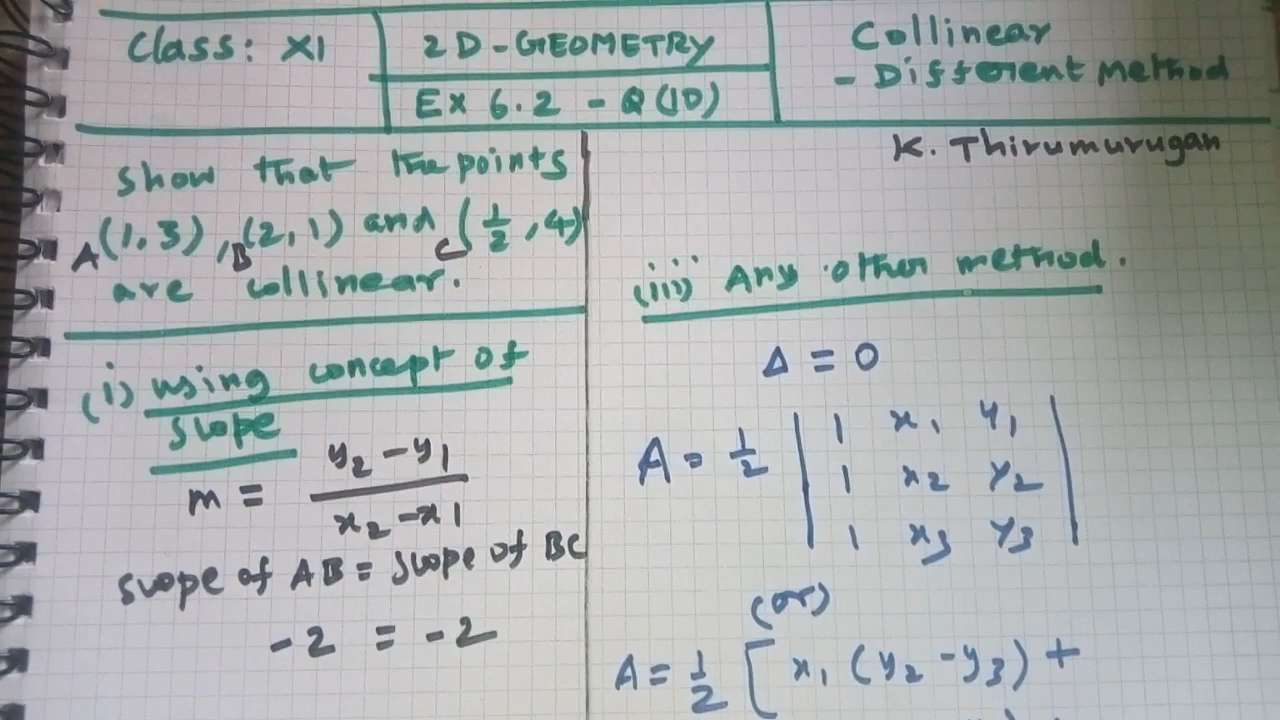 Class: XI
2D-GEOMETRY
Ex 6.2 - Q(10)
Collinear
- Different Method
K. Thirumurugan
show that the points
A(1,3), B(2,1) and C(1/2, 4)
are collinear.
(i) using concept of
slope
m = (y₂ - y₁)/(x₂ - x₁)
slope of AB = slope of BC
-2 = -2
(iii) Any other method.
Δ = 0
A = 1/2 | 1 x₁ y₁ |
| 1 x₂ y₂ |
| 1 x₃ y₃ |
(or)
A = 1/2 [ x₁ (y₂ - y₃) +